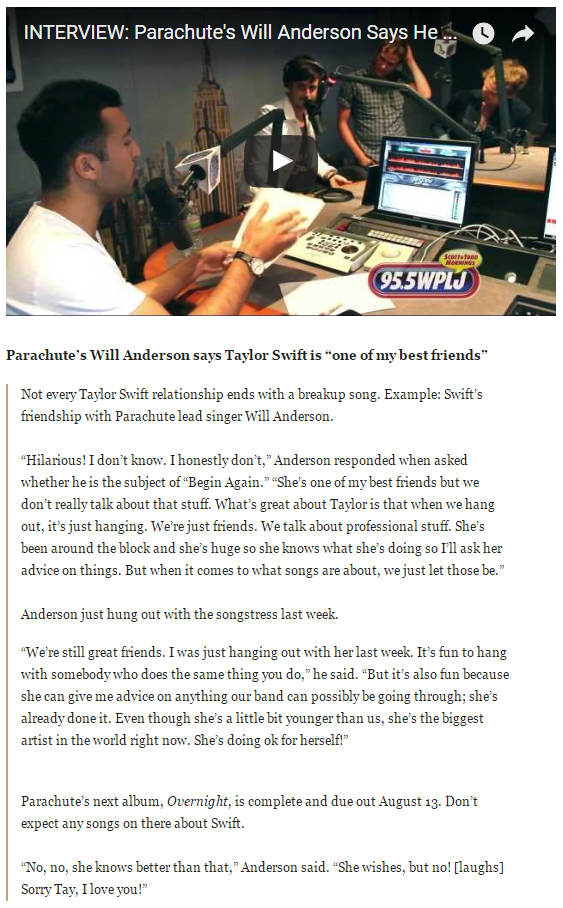 INTERVIEW: Parachute's Will Anderson Says He ...
SCOTT & TODD
MORNINGS
95.5WPLJ
Parachute’s Will Anderson says Taylor Swift is “one of my best friends”
Not every Taylor Swift relationship ends with a breakup song. Example: Swift’s
friendship with Parachute lead singer Will Anderson.
“Hilarious! I don’t know. I honestly don’t,” Anderson responded when asked
whether he is the subject of “Begin Again.” “She’s one of my best friends but we
don’t really talk about that stuff. What’s great about Taylor is that when we hang
out, it’s just hanging. We’re just friends. We talk about professional stuff. She’s
been around the block and she’s huge so she knows what she’s doing so I’ll ask her
advice on things. But when it comes to what songs are about, we just let those be.”
Anderson just hung out with the songstress last week.
“We’re still great friends. I was just hanging out with her last week. It’s fun to hang
with somebody who does the same thing you do,” he said. “But it’s also fun because
she can give me advice on anything our band can possibly be going through; she’s
already done it. Even though she’s a little bit younger than us, she’s the biggest
artist in the world right now. She’s doing ok for herself!”
Parachute’s next album, Overnight, is complete and due out August 13. Don’t
expect any songs on there about Swift.
“No, no, she knows better than that,” Anderson said. “She wishes, but no! [laughs]
Sorry Tay, I love you!”